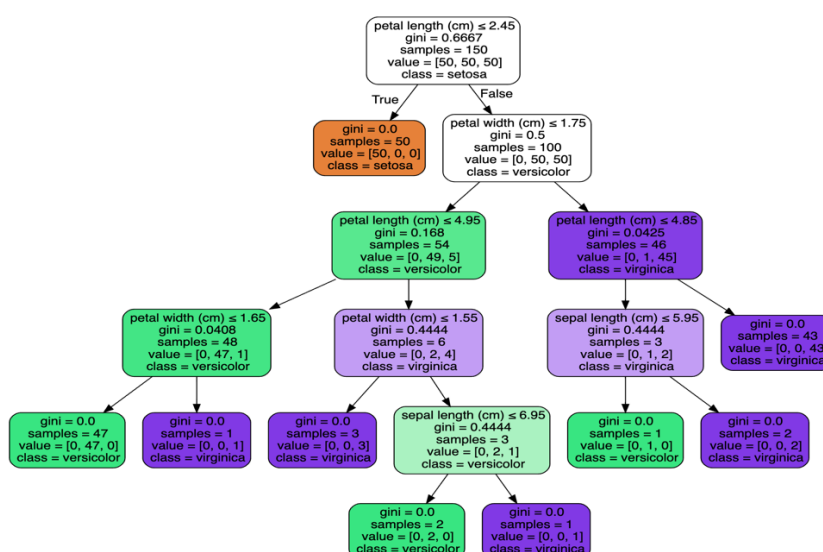 petal length (cm) ≤ 2.45
gini = 0.6667
samples = 150
value = [50, 50, 50]
class = setosa
True
False
gini = 0.0
samples = 50
value = [50, 0, 0]
class = setosa
petal width (cm) ≤ 1.75
gini = 0.5
samples = 100
value = [0, 50, 50]
class = versicolor
petal length (cm) ≤ 4.95
gini = 0.168
samples = 54
value = [0, 49, 5]
class = versicolor
petal length (cm) ≤ 4.85
gini = 0.0425
samples = 46
value = [0, 1, 45]
class = virginica
petal width (cm) ≤ 1.65
gini = 0.0408
samples = 48
value = [0, 47, 1]
class = versicolor
petal width (cm) ≤ 1.55
gini = 0.4444
samples = 6
value = [0, 2, 4]
class = virginica
sepal length (cm) ≤ 5.95
gini = 0.4444
samples = 3
value = [0, 1, 2]
class = virginica
gini = 0.0
samples = 43
value = [0, 0, 43]
class = virginica
gini = 0.0
samples = 47
value = [0, 47, 0]
class = versicolor
gini = 0.0
samples = 1
value = [0, 0, 1]
class = virginica
gini = 0.0
samples = 3
value = [0, 0, 3]
class = virginica
sepal length (cm) ≤ 6.95
gini = 0.4444
samples = 3
value = [0, 2, 1]
class = versicolor
gini = 0.0
samples = 1
value = [0, 1, 0]
class = versicolor
gini = 0.0
samples = 2
value = [0, 0, 2]
class = virginica
gini = 0.0
samples = 2
value = [0, 2, 0]
class = versicolor
gini = 0.0
samples = 1
value = [0, 0, 1]
class = virginica